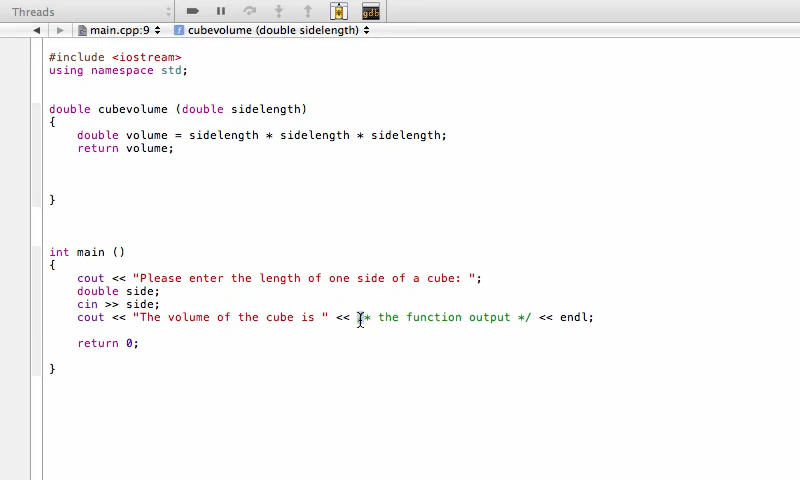 Threads
main.cpp:9 cubevolume (double sidelength)
#include <iostream>
using namespace std;
double cubevolume (double sidelength)
{
double volume = sidelength * sidelength * sidelength;
return volume;
}
int main ()
{
cout << "Please enter the length of one side of a cube: ";
double side;
cin >> side;
cout << "The volume of the cube is " << /* the function output */ << endl;
return 0;
}